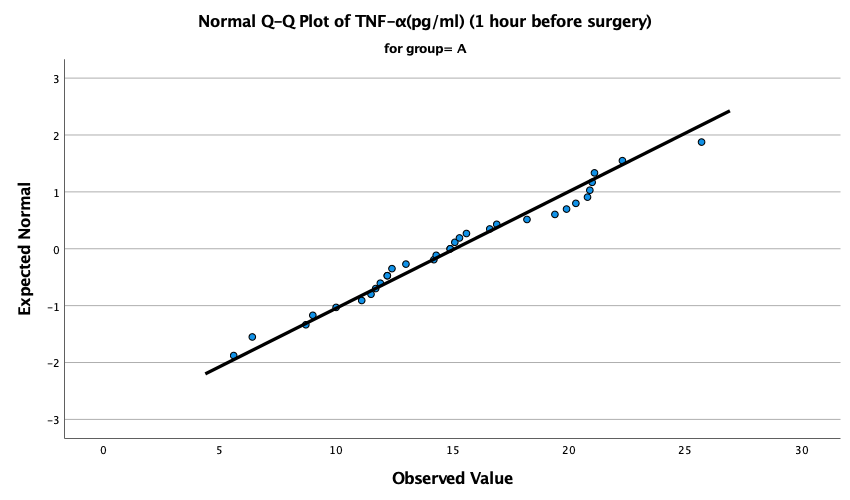 Normal Q-Q Plot of TNF-α(pg/ml) (1 hour before surgery)
for group= A
Expected Normal
3
2
1
0
-1
-2
-3
0 5 10 15 20 25 30
Observed Value